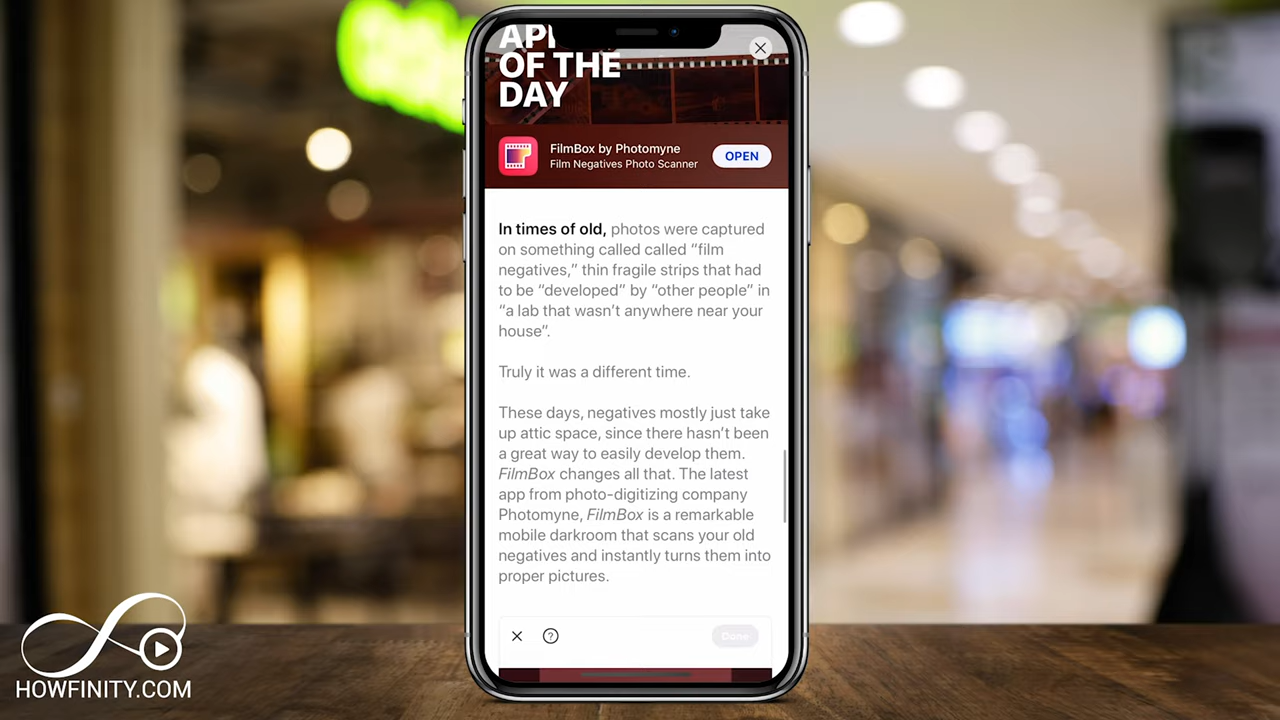 APP
OF THE
DAY
FilmBox by Photomyne
Film Negatives Photo Scanner
OPEN
In times of old, photos were captured
on something called called “film
negatives,” thin fragile strips that had
to be “developed” by “other people” in
“a lab that wasn’t anywhere near your
house”.
Truly it was a different time.
These days, negatives mostly just take
up attic space, since there hasn’t been
a great way to easily develop them.
FilmBox changes all that. The latest
app from photo-digitizing company
Photomyne, FilmBox is a remarkable
mobile darkroom that scans your old
negatives and instantly turns them into
proper pictures.
Done
HOWFINITY.COM